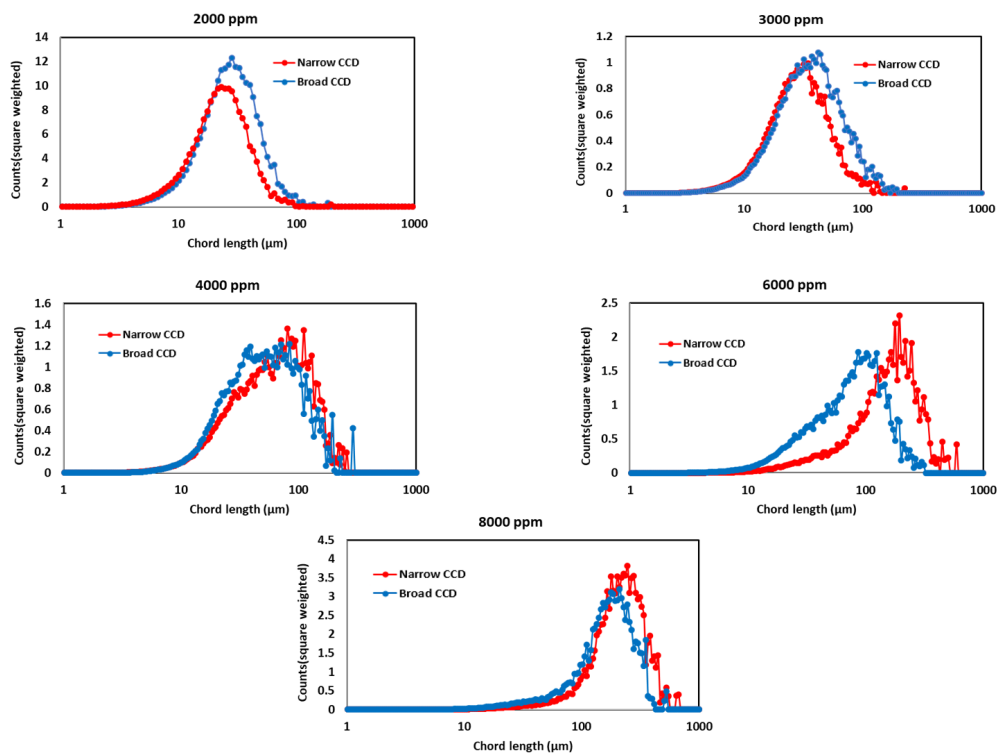 2000 ppm
Counts(square weighted)
14
12
10
8
6
4
2
0
1
10
100
1000
Chord length (µm)
Narrow CCD
Broad CCD
3000 ppm
Counts(square weighted)
1.2
1
0.8
0.6
0.4
0.2
0
1
10
100
1000
Chord length (µm)
Narrow CCD
Broad CCD
4000 ppm
Counts(square weighted)
1.6
1.4
1.2
1
0.8
0.6
0.4
0.2
0
1
10
100
1000
Chord length (µm)
Narrow CCD
Broad CCD
6000 ppm
Counts(square weighted)
2.5
2
1.5
1
0.5
0
1
10
100
1000
Chord length (µm)
Narrow CCD
Broad CCD
8000 ppm
Counts(square weighted)
4.5
4
3.5
3
2.5
2
1.5
1
0.5
0
1
10
100
1000
Chord length (µm)
Narrow CCD
Broad CCD